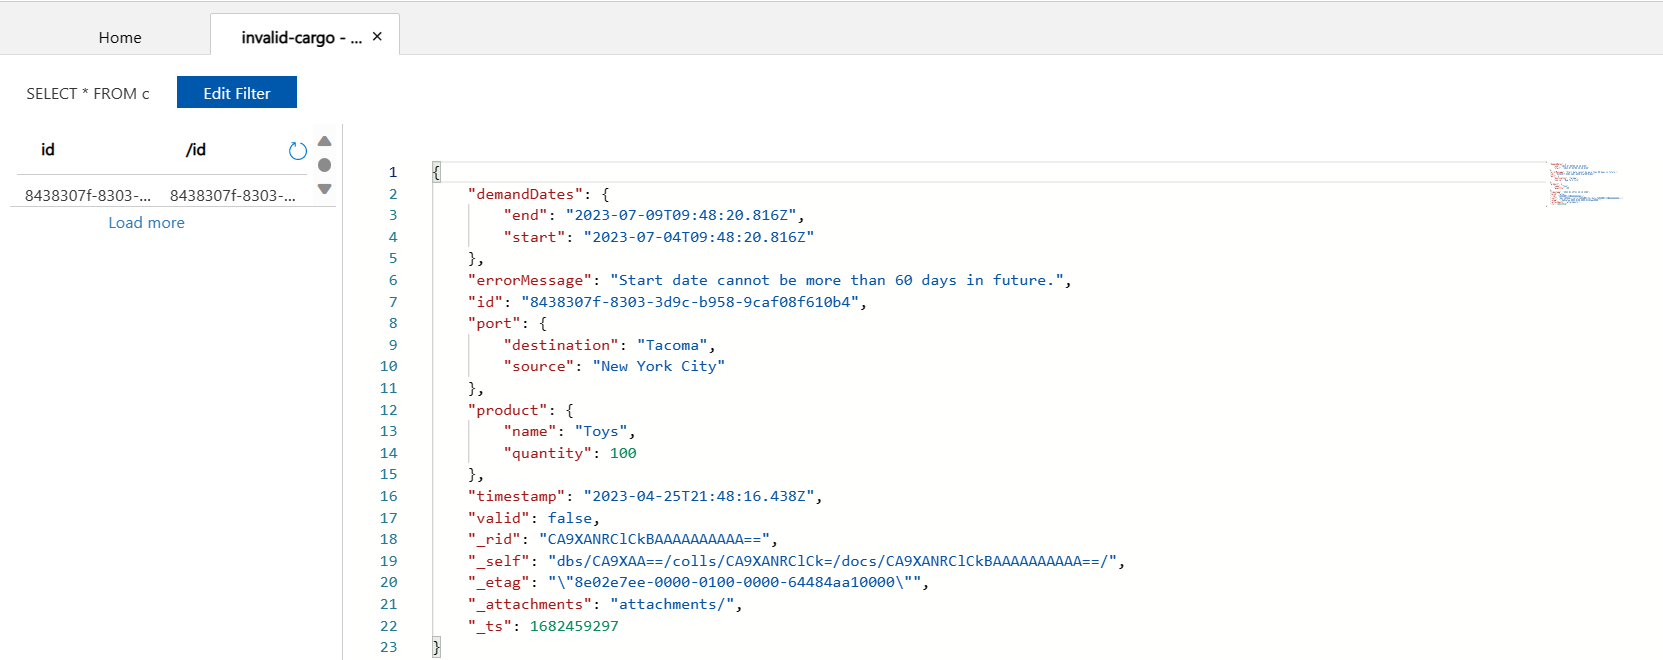 Home
invalid-cargo - ... ✕
SELECT * FROM c
Edit Filter
id /id
8438307f-8303-... 8438307f-8303-...
Load more
1 {
2 "demandDates": {
3 "end": "2023-07-09T09:48:20.816Z",
4 "start": "2023-07-04T09:48:20.816Z"
5 },
6 "errorMessage": "Start date cannot be more than 60 days in future.",
7 "id": "8438307f-8303-3d9c-b958-9caf08f610b4",
8 "port": {
9 "destination": "Tacoma",
10 "source": "New York City"
11 },
12 "product": {
13 "name": "Toys",
14 "quantity": 100
15 },
16 "timestamp": "2023-04-25T21:48:16.438Z",
17 "valid": false,
18 "_rid": "CA9XANRClCkBAAAAAAAAAA==",
19 "_self": "dbs/CA9XAA==/colls/CA9XANRClCk=/docs/CA9XANRClCkBAAAAAAAAAA==/",
20 "_etag": "\"8e02e7ee-0000-0100-0000-64484aa10000\"",
21 "_attachments": "attachments/",
22 "_ts": 1682459297
23 }